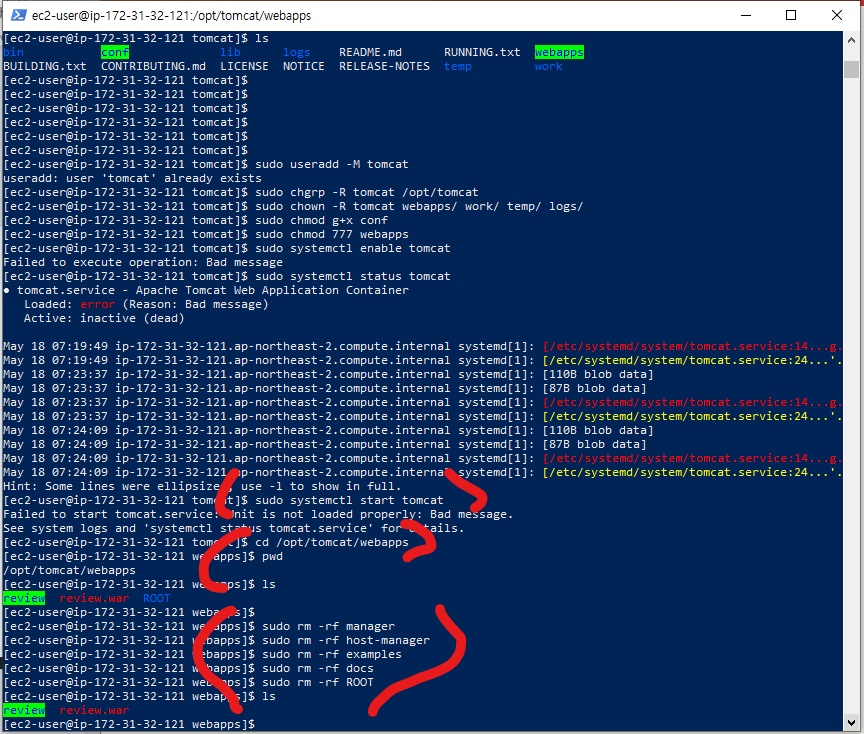 ec2-user@ip-172-31-32-121:/opt/tomcat/webapps
[ec2-user@ip-172-31-32-121 tomcat]$ ls
bin conf lib logs README.md RUNNING.txt webapps
BUILDING.txt CONTRIBUTING.md LICENSE NOTICE RELEASE-NOTES temp work
[ec2-user@ip-172-31-32-121 tomcat]$
[ec2-user@ip-172-31-32-121 tomcat]$
[ec2-user@ip-172-31-32-121 tomcat]$
[ec2-user@ip-172-31-32-121 tomcat]$
[ec2-user@ip-172-31-32-121 tomcat]$
[ec2-user@ip-172-31-32-121 tomcat]$
[ec2-user@ip-172-31-32-121 tomcat]$ sudo useradd -M tomcat
useradd: user 'tomcat' already exists
[ec2-user@ip-172-31-32-121 tomcat]$ sudo chgrp -R tomcat /opt/tomcat
[ec2-user@ip-172-31-32-121 tomcat]$ sudo chown -R tomcat webapps/ work/ temp/ logs/
[ec2-user@ip-172-31-32-121 tomcat]$ sudo chmod g+x conf
[ec2-user@ip-172-31-32-121 tomcat]$ sudo chmod 777 webapps
[ec2-user@ip-172-31-32-121 tomcat]$ sudo systemctl enable tomcat
Failed to execute operation: Bad message
[ec2-user@ip-172-31-32-121 tomcat]$ sudo systemctl status tomcat
● tomcat.service - Apache Tomcat Web Application Container
Loaded: error (Reason: Bad message)
Active: inactive (dead)
May 18 07:19:49 ip-172-31-32-121.ap-northeast-2.compute.internal systemd[1]: [/etc/systemd/system/tomcat.service:14...g.
May 18 07:19:49 ip-172-31-32-121.ap-northeast-2.compute.internal systemd[1]: [/etc/systemd/system/tomcat.service:24...'.
May 18 07:23:37 ip-172-31-32-121.ap-northeast-2.compute.internal systemd[1]: [110B blob data]
May 18 07:23:37 ip-172-31-32-121.ap-northeast-2.compute.internal systemd[1]: [87B blob data]
May 18 07:23:37 ip-172-31-32-121.ap-northeast-2.compute.internal systemd[1]: [/etc/systemd/system/tomcat.service:14...g.
May 18 07:23:37 ip-172-31-32-121.ap-northeast-2.compute.internal systemd[1]: [/etc/systemd/system/tomcat.service:24...'.
May 18 07:24:09 ip-172-31-32-121.ap-northeast-2.compute.internal systemd[1]: [110B blob data]
May 18 07:24:09 ip-172-31-32-121.ap-northeast-2.compute.internal systemd[1]: [87B blob data]
May 18 07:24:09 ip-172-31-32-121.ap-northeast-2.compute.internal systemd[1]: [/etc/systemd/system/tomcat.service:14...g.
May 18 07:24:09 ip-172-31-32-121.ap-northeast-2.compute.internal systemd[1]: [/etc/systemd/system/tomcat.service:24...'.
Hint: Some lines were ellipsized, use -l to show in full.
[ec2-user@ip-172-31-32-121 tomcat]$ sudo systemctl start tomcat
Failed to start tomcat.service: Unit is not loaded properly: Bad message.
See system logs and 'systemctl status tomcat.service' for details.
[ec2-user@ip-172-31-32-121 tomcat]$ cd /opt/tomcat/webapps
[ec2-user@ip-172-31-32-121 webapps]$ pwd
/opt/tomcat/webapps
[ec2-user@ip-172-31-32-121 webapps]$ ls
review review.war ROOT
[ec2-user@ip-172-31-32-121 webapps]$
[ec2-user@ip-172-31-32-121 webapps]$ sudo rm -rf manager
[ec2-user@ip-172-31-32-121 webapps]$ sudo rm -rf host-manager
[ec2-user@ip-172-31-32-121 webapps]$ sudo rm -rf examples
[ec2-user@ip-172-31-32-121 webapps]$ sudo rm -rf docs
[ec2-user@ip-172-31-32-121 webapps]$ sudo rm -rf ROOT
[ec2-user@ip-172-31-32-121 webapps]$ ls
review review.war
[ec2-user@ip-172-31-32-121 webapps]$